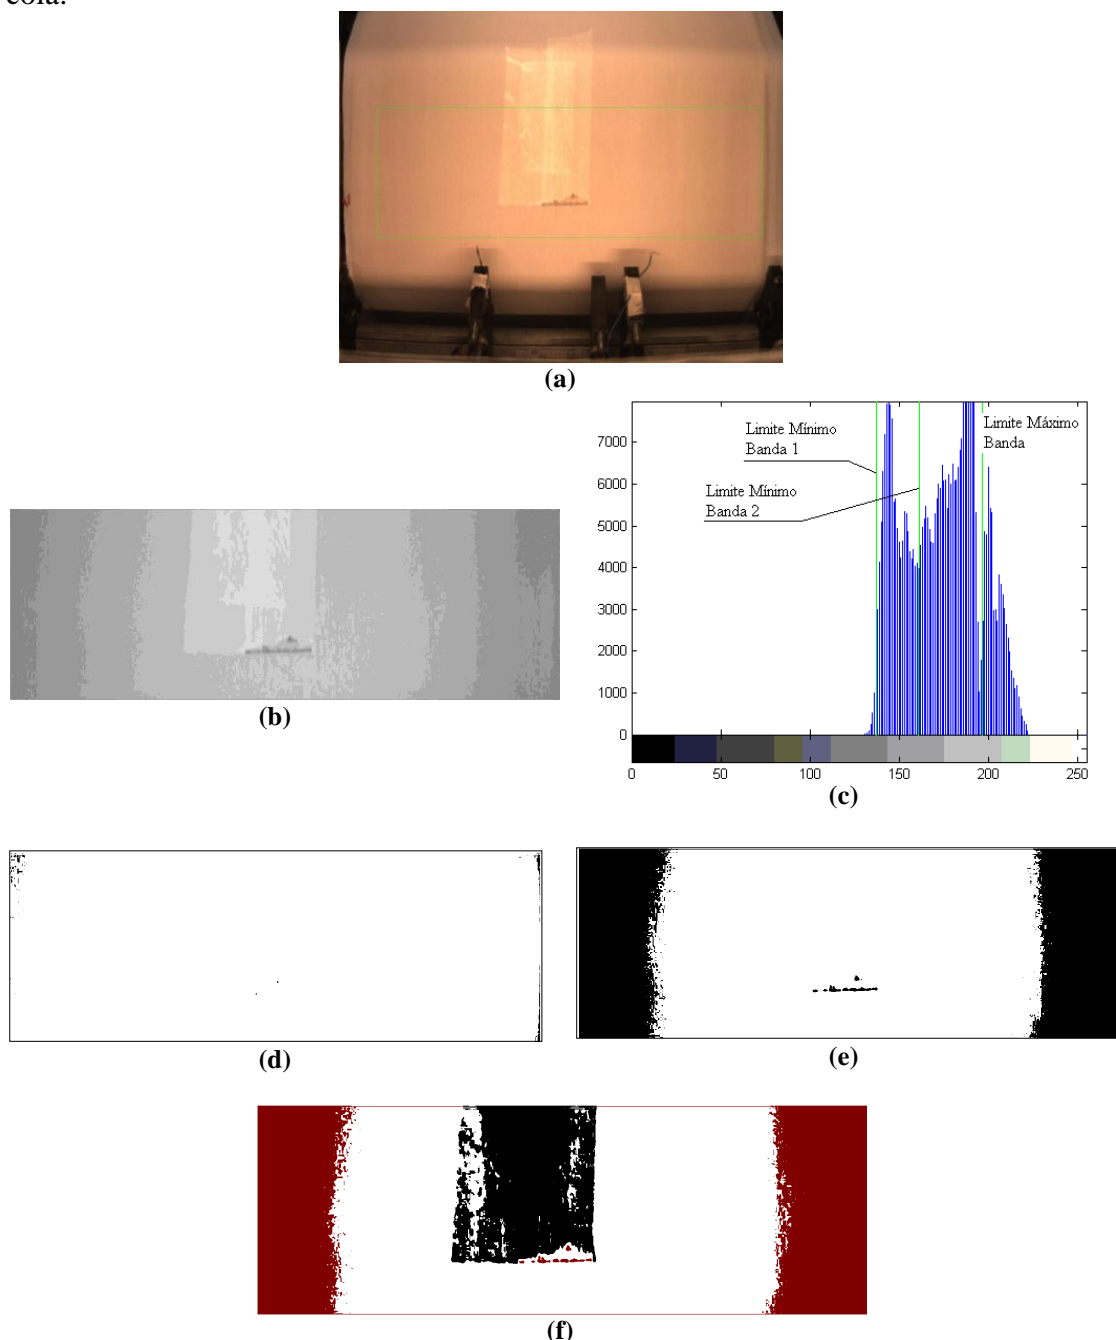 cola.
(a)
Limite Mínimo
Banda 1
Limite Máximo
Banda
Limite Mínimo
Banda 2
7000
6000
5000
4000
3000
2000
1000
0
0 50 100 150 200 250
(b)
(c)
(d)
(e)
(f)